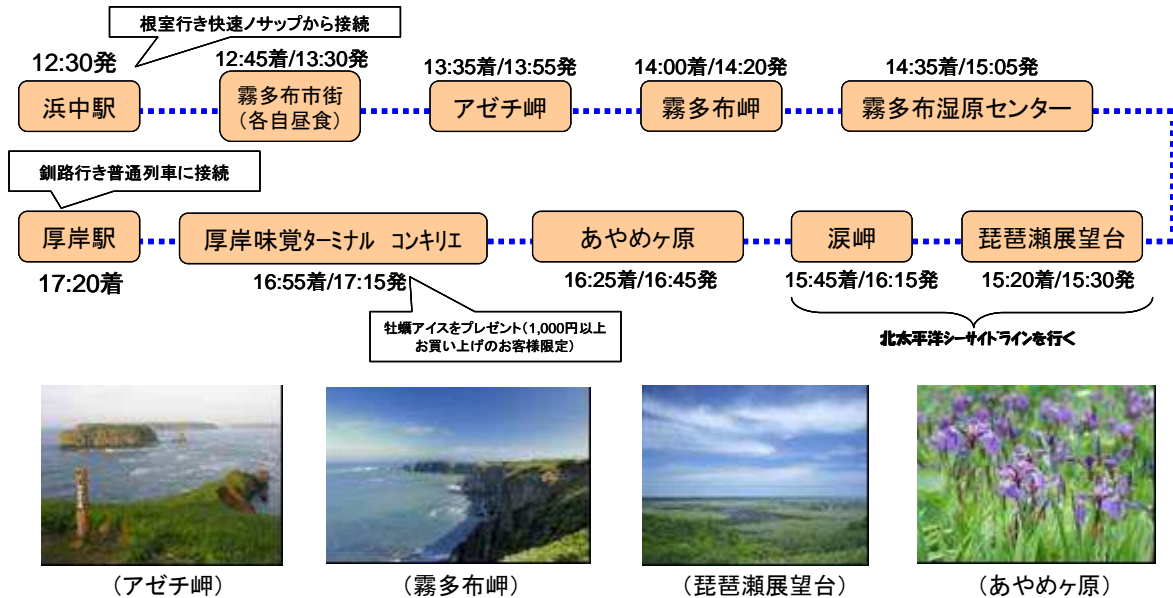 根室行き快速ノサップから接続
12:30発
浜中駅
12:45着/13:30発
霧多布市街
（各自昼食）
13:35着/13:55発
アゼチ岬
14:00着/14:20発
霧多布岬
14:35着/15:05発
霧多布湿原センター
釧路行き普通列車に接続
厚岸駅
17:20着
厚岸味覚ターミナル　コンキリエ
16:55着/17:15発
牡蠣アイスをプレゼント（1,000円以上
お買い上げのお客様限定）
あやめヶ原
16:25着/16:45発
涙岬
15:45着/16:15発
琵琶瀬展望台
15:20着/15:30発
北太平洋シーサイドラインを行く
（アゼチ岬）
（霧多布岬）
（琵琶瀬展望台）
（あやめヶ原）